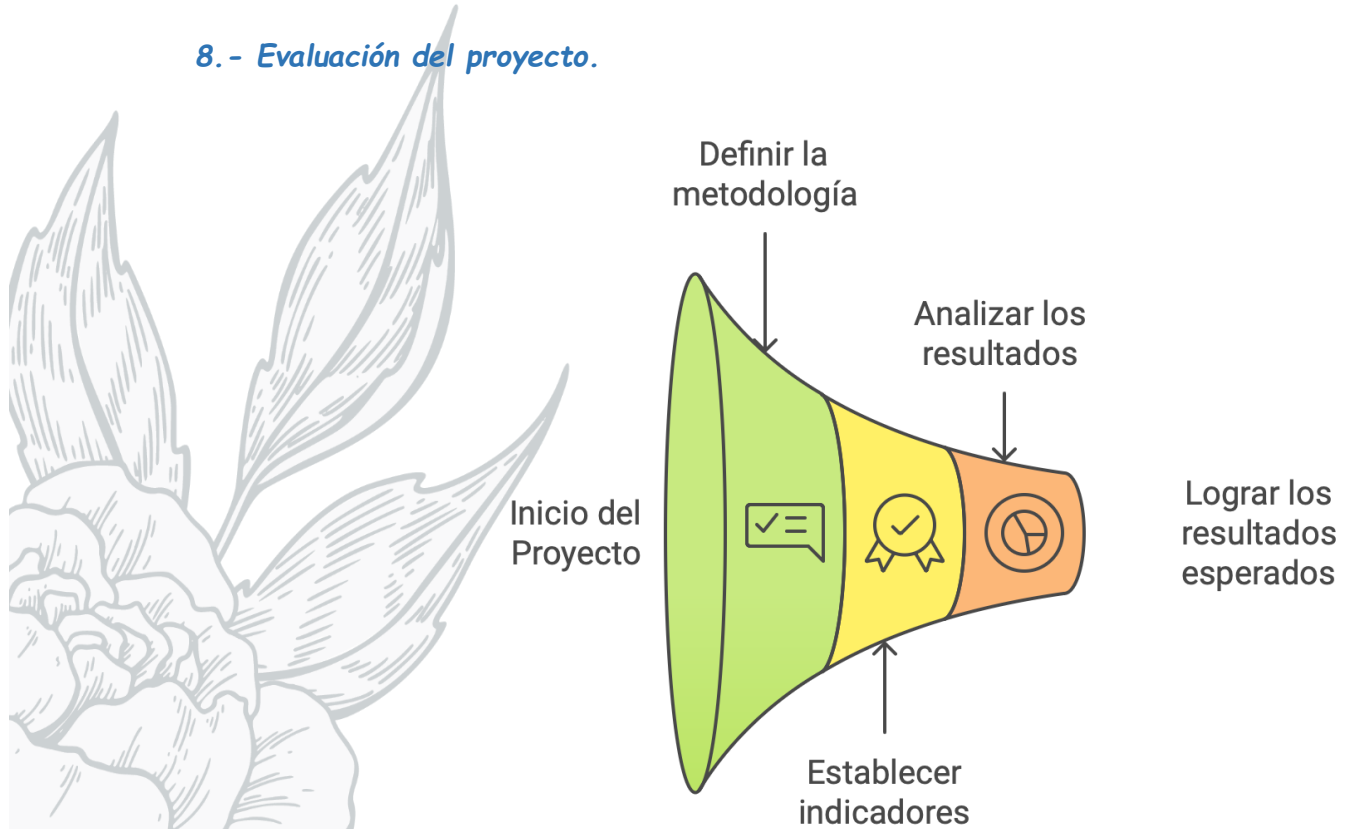 8.- Evaluación del proyecto.
Definir la
metodología
Analizar los
resultados
Inicio del
Proyecto
Lograr los
resultados
esperados
Establecer
indicadores